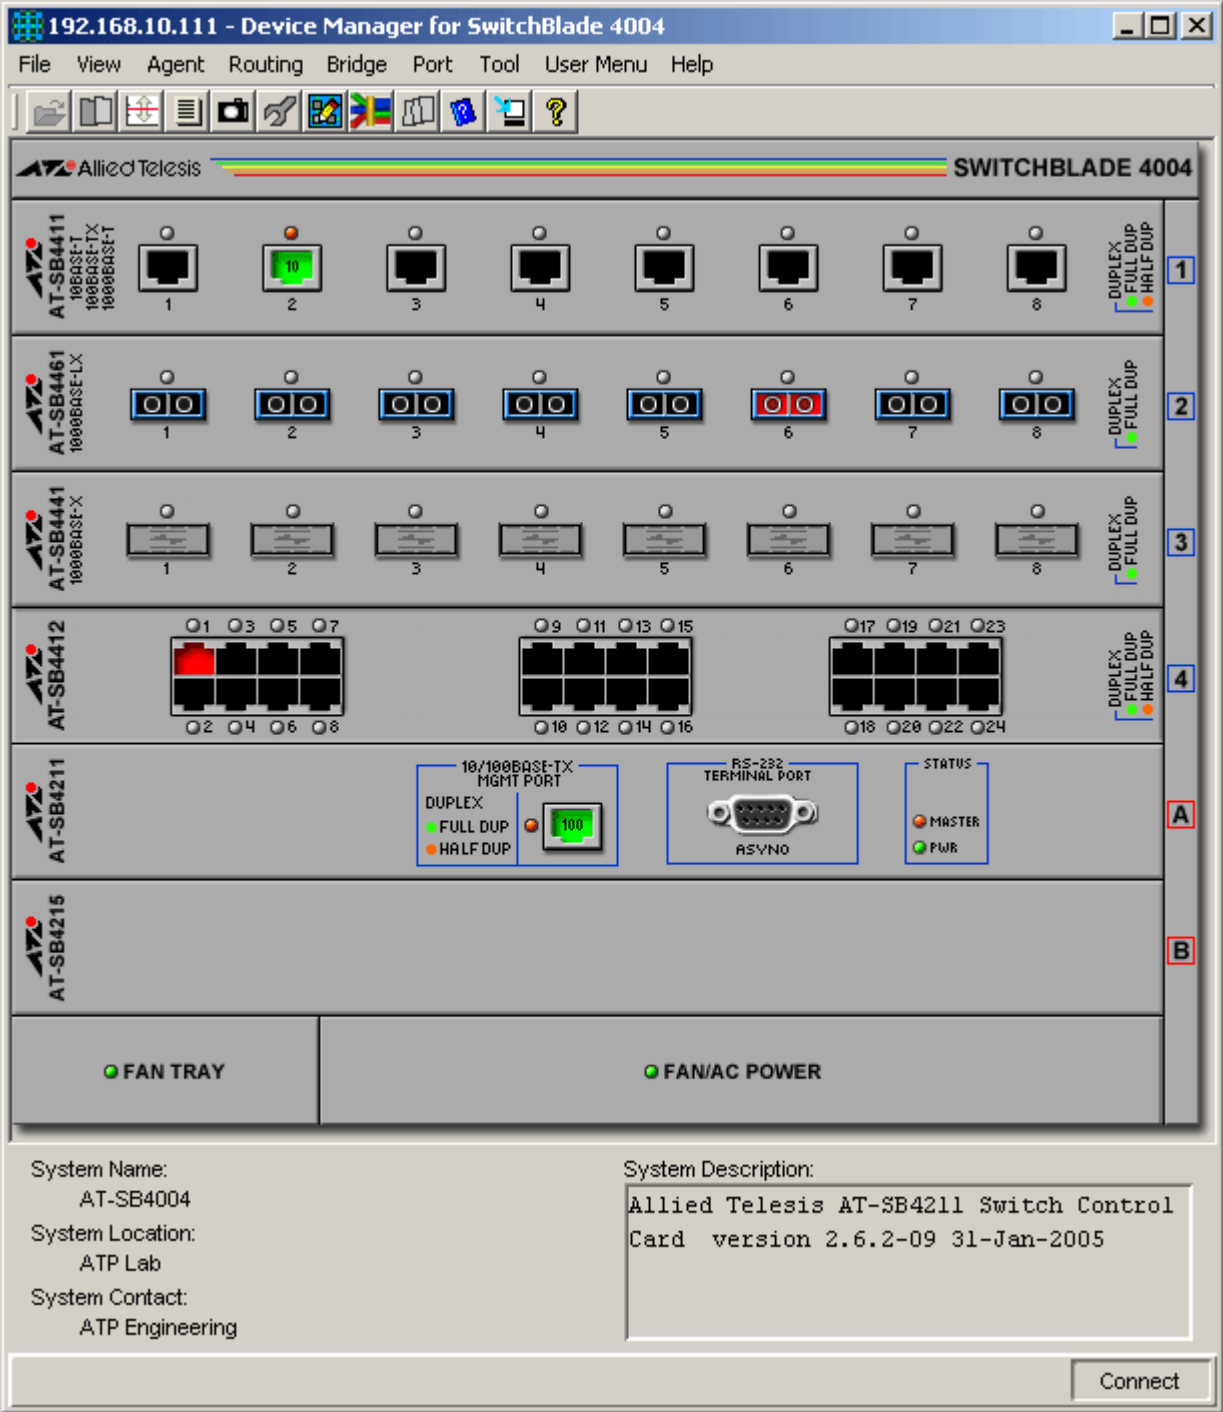 192.168.10.111 - Device Manager for SwitchBlade 4004
File View Agent Routing Bridge Port Tool User Menu Help
Allied Telesis SWITCHBLADE 4004
AT-SB4411
10BASE-T
100BASE-TX
1000BASE-T
10
1 2 3 4 5 6 7 8
DUPLEX
FULL DUP
HALF DUP
1
AT-SB4461
1000BASE-LX
1 2 3 4 5 6 7 8
DUPLEX
FULL DUP
2
AT-SB4441
1000BASE-X
1 2 3 4 5 6 7 8
DUPLEX
FULL DUP
3
AT-SB4412
1 3 5 7 9 11 13 15 17 19 21 23
2 4 6 8 10 12 14 16 18 20 22 24
DUPLEX
FULL DUP
HALF DUP
4
AT-SB4211
10/100BASE-TX
MGMT PORT
DUPLEX
FULL DUP
HALF DUP
100
RS-232
TERMINAL PORT
ASYNO
STATUS
MASTER
PWR
A
AT-SB4215
B
FAN TRAY FAN/AC POWER
System Name:
AT-SB4004
System Location:
ATP Lab
System Contact:
ATP Engineering
System Description:
Allied Telesis AT-SB4211 Switch Control
Card version 2.6.2-09 31-Jan-2005
Connect